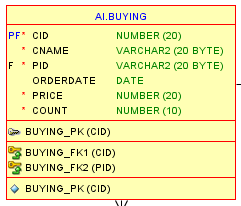 AI.BUYING
PF* CID NUMBER (20)
* CNAME VARCHAR2 (20 BYTE)
F * PID VARCHAR2 (20 BYTE)
ORDERDATE DATE
* PRICE NUMBER (20)
* COUNT NUMBER (10)
BUYING_PK (CID)
BUYING_FK1 (CID)
BUYING_FK2 (PID)
BUYING_PK (CID)